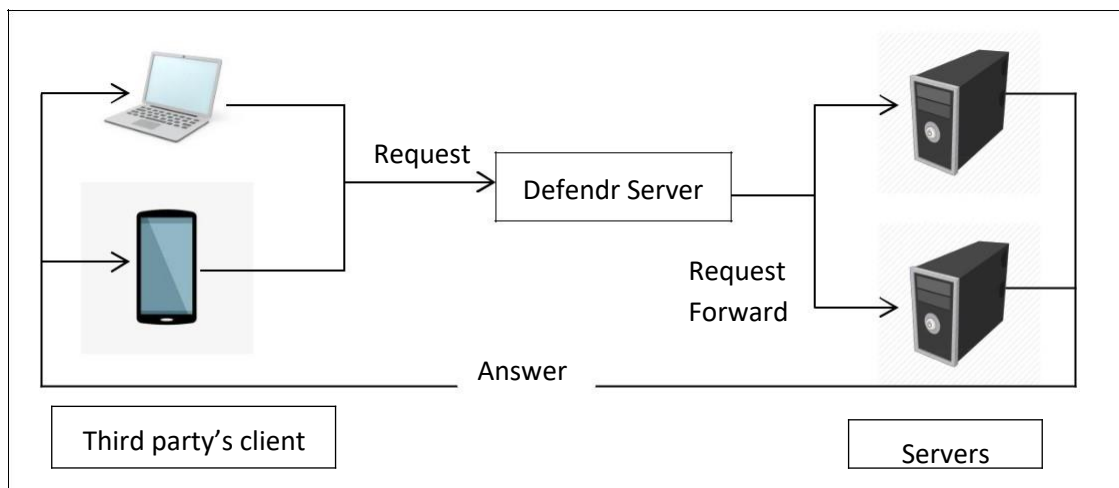 Request
Defendr Server
Request
Forward
Answer
Third party’s client
Servers